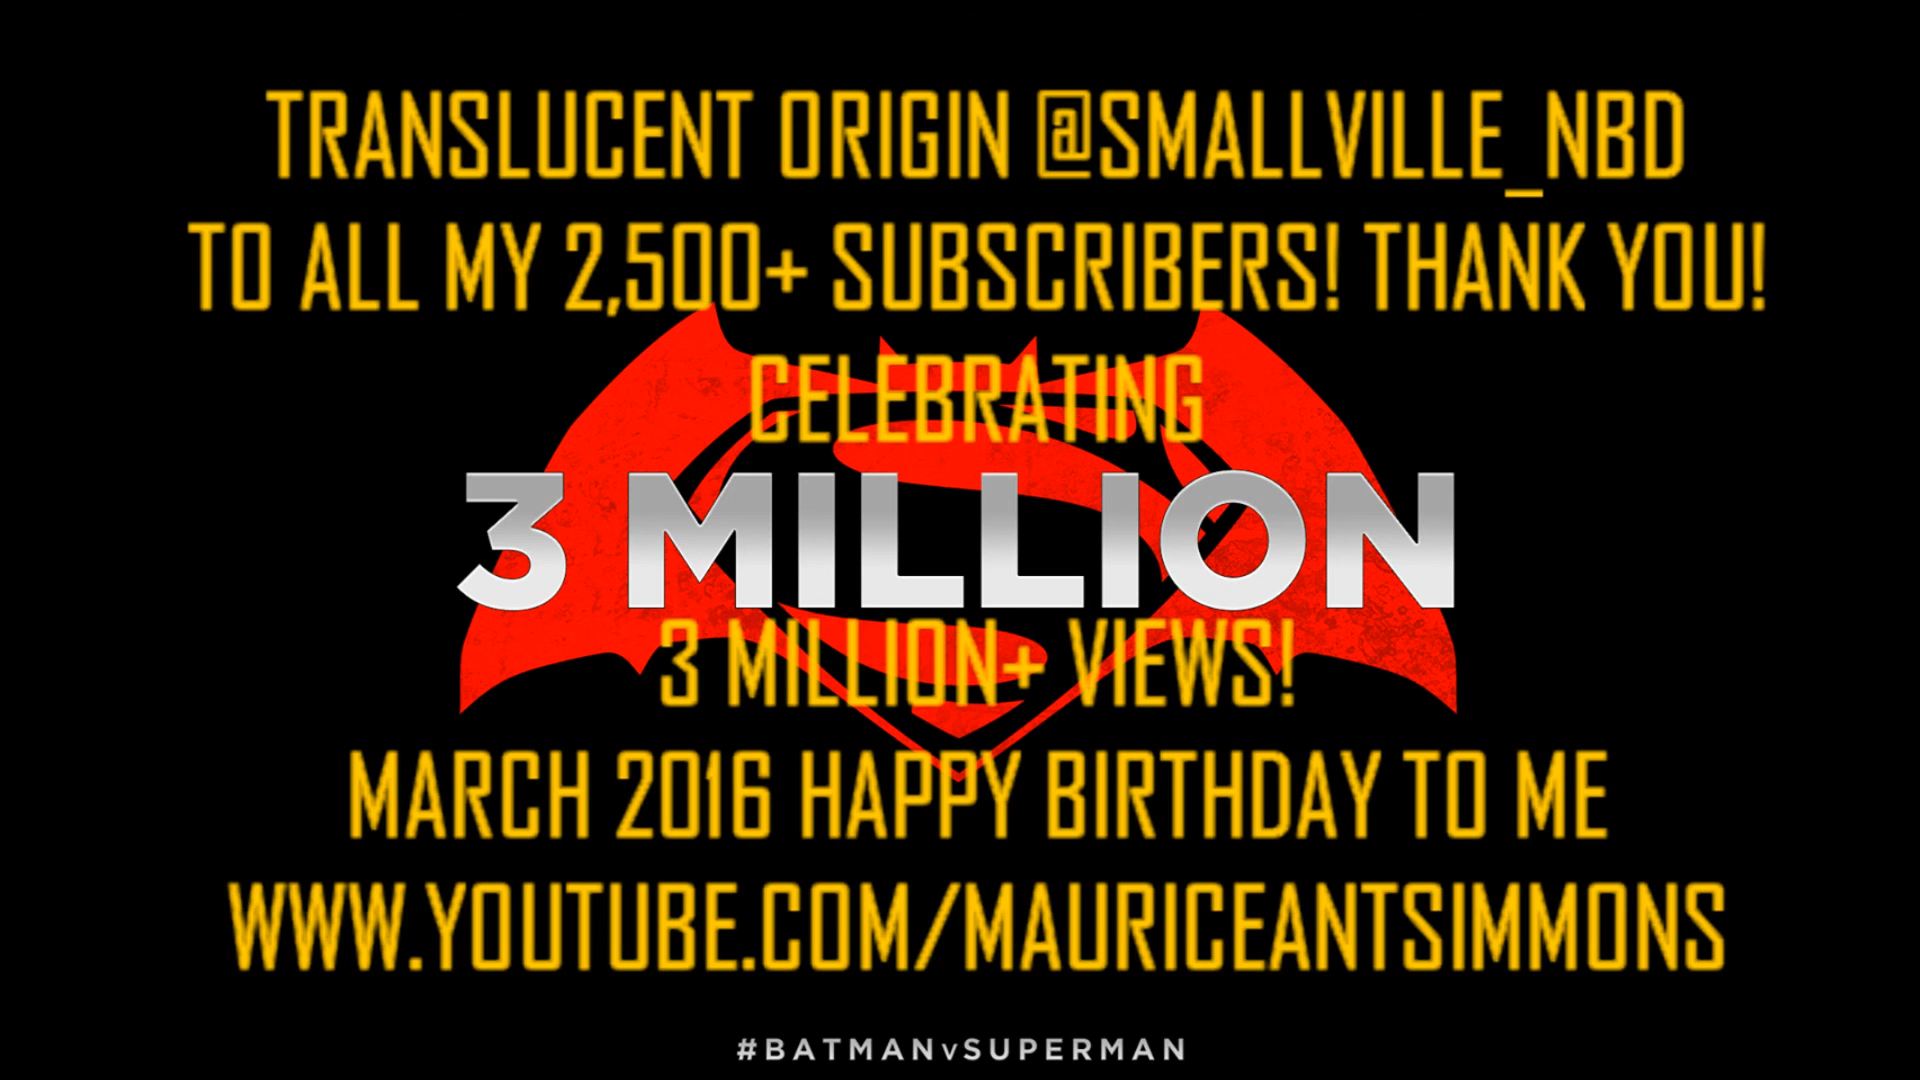 TRANSLUCENT ORIGIN @SMALLVILLE_NBD
TO ALL MY 2,500+ SUBSCRIBERS! THANK YOU!
CELEBRATING
3 MILLION
3 MILLION+ VIEWS!
MARCH 2016 HAPPY BIRTHDAY TO ME
WWW.YOUTUBE.COM/MAURICEANTSIMMONS
#BATMANvSUPERMAN